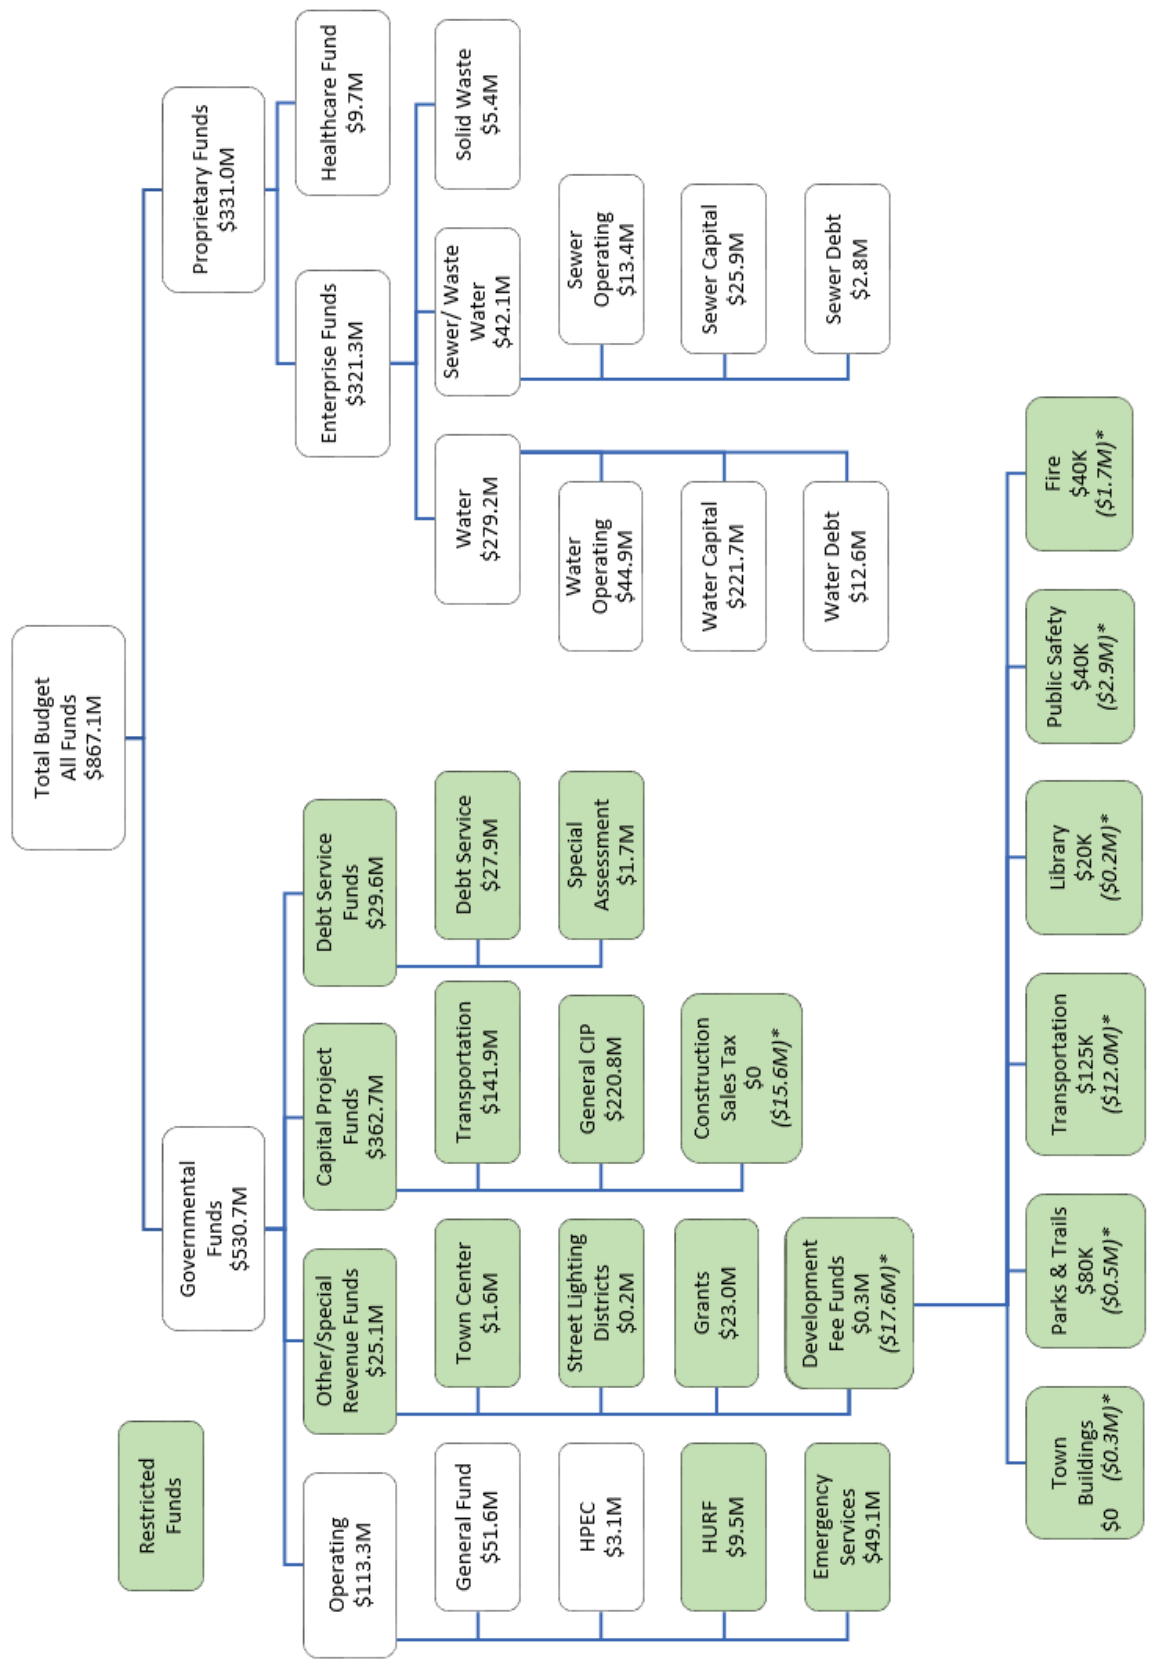 Total Budget
All Funds
$867.1M
Restricted
Funds
Governmental
Funds
$530.7M
Proprietary Funds
$331.0M
Operating
$113.3M
Other/Special
Revenue Funds
$25.1M
Capital Project
Funds
$362.7M
Debt Service
Funds
$29.6M
Enterprise Funds
$321.3M
Healthcare Fund
$9.7M
General Fund
$51.6M
HPEC
$3.1M
HURF
$9.5M
Emergency
Services
$49.1M
Town Center
$1.6M
Street Lighting
Districts
$0.2M
Grants
$23.0M
Development
Fee Funds
$0.3M
($17.6M)*
Transportation
$141.9M
General CIP
$220.8M
Construction
Sales Tax
$0
($15.6M)*
Debt Service
$27.9M
Special
Assessment
$1.7M
Water
$279.2M
Water
Operating
$44.9M
Water Capital
$221.7M
Water Debt
$12.6M
Sewer/ Waste
Water
$42.1M
Sewer
Operating
$13.4M
Sewer Capital
$25.9M
Sewer Debt
$2.8M
Solid Waste
$5.4M
Town
Buildings
$0 ($0.3M)*
Parks & Trails
$80K
($0.5M)*
Transportation
$125K
($12.0M)*
Library
$20K
($0.2M)*
Public Safety
$40K
($2.9M)*
Fire
$40K
($1.7M)*